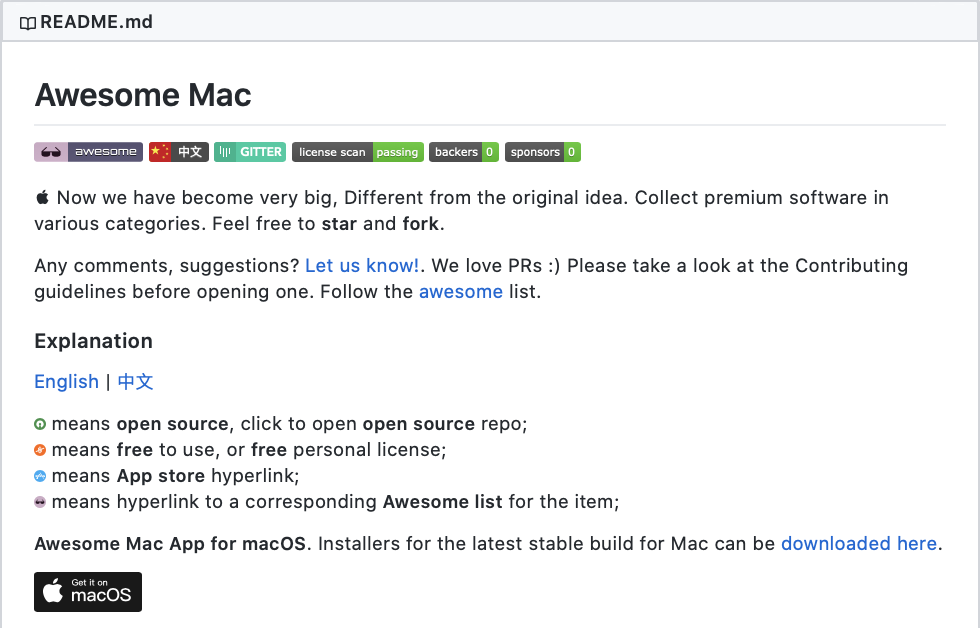 README.md
Awesome Mac
awesome 中文 GITTER license scan passing backers 0 sponsors 0
Now we have become very big, Different from the original idea. Collect premium software in
various categories. Feel free to star and fork.
Any comments, suggestions? Let us know!. We love PRs :) Please take a look at the Contributing
guidelines before opening one. Follow the awesome list.
Explanation
English | 中文
means open source, click to open open source repo;
means free to use, or free personal license;
means App store hyperlink;
means hyperlink to a corresponding Awesome list for the item;
Awesome Mac App for macOS. Installers for the latest stable build for Mac can be downloaded here.
Get it on
macOS